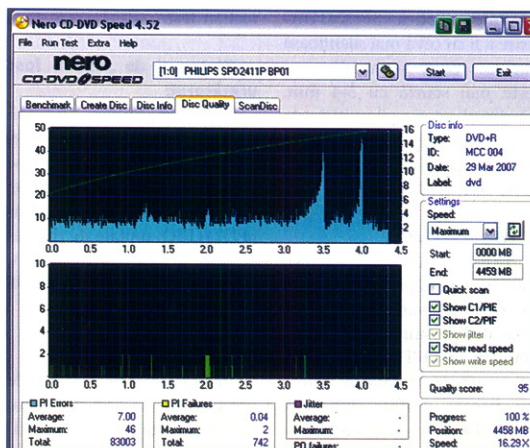 Nero CD-DVD Speed 4.52
File Run Test Extra Help
nero
CD-DVD SPEED
[1:0] PHILIPS SPD2411P BP01
Start
Exit
Benchmark Create Disc Disc Info Disc Quality ScanDisc
50
40
30
20
10
16
14
12
10
8
6
4
2
0.0 0.5 1.0 1.5 2.0 2.5 3.0 3.5 4.0 4.5
10
8
6
4
2
0.0 0.5 1.0 1.5 2.0 2.5 3.0 3.5 4.0 4.5
Disc info
Type: DVD+R
ID: MCC 004
Date: 29 Mar 2007
Label: dvd
Settings
Speed:
Maximum
Start: 0000 MB
End: 4459 MB
Quick scan
Show C1/PIE
Show C2/PIF
Show jitter
Show read speed
Show write speed
Quality score: 95
PI Errors
Average: 7.00
Maximum: 46
Total: 83003
PI Failures
Average: 0.04
Maximum: 2
Total: 742
Jitter
Average: -
Maximum: -
PO failures: -
Progress: 100 %
Position: 4458 MB
Speed: 16.29 X